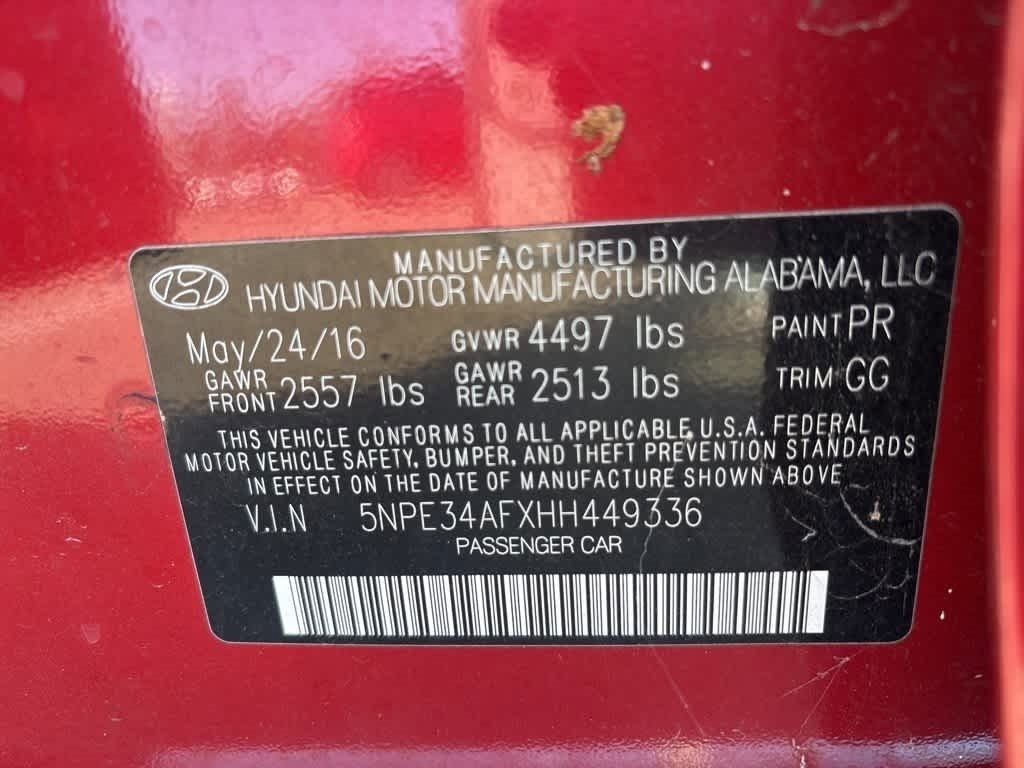 MANUFACTURED BY
HYUNDAI MOTOR MANUFACTURING ALABAMA, LLC
May/24/16 GVWR 4497 lbs PAINT PR
GAWR FRONT 2557 lbs GAWR REAR 2513 lbs TRIM GG
THIS VEHICLE CONFORMS TO ALL APPLICABLE U.S.A. FEDERAL
MOTOR VEHICLE SAFETY, BUMPER, AND THEFT PREVENTION STANDARDS
IN EFFECT ON THE DATE OF MANUFACTURE SHOWN ABOVE
V.I.N 5NPE34AFXHH449336
PASSENGER CAR